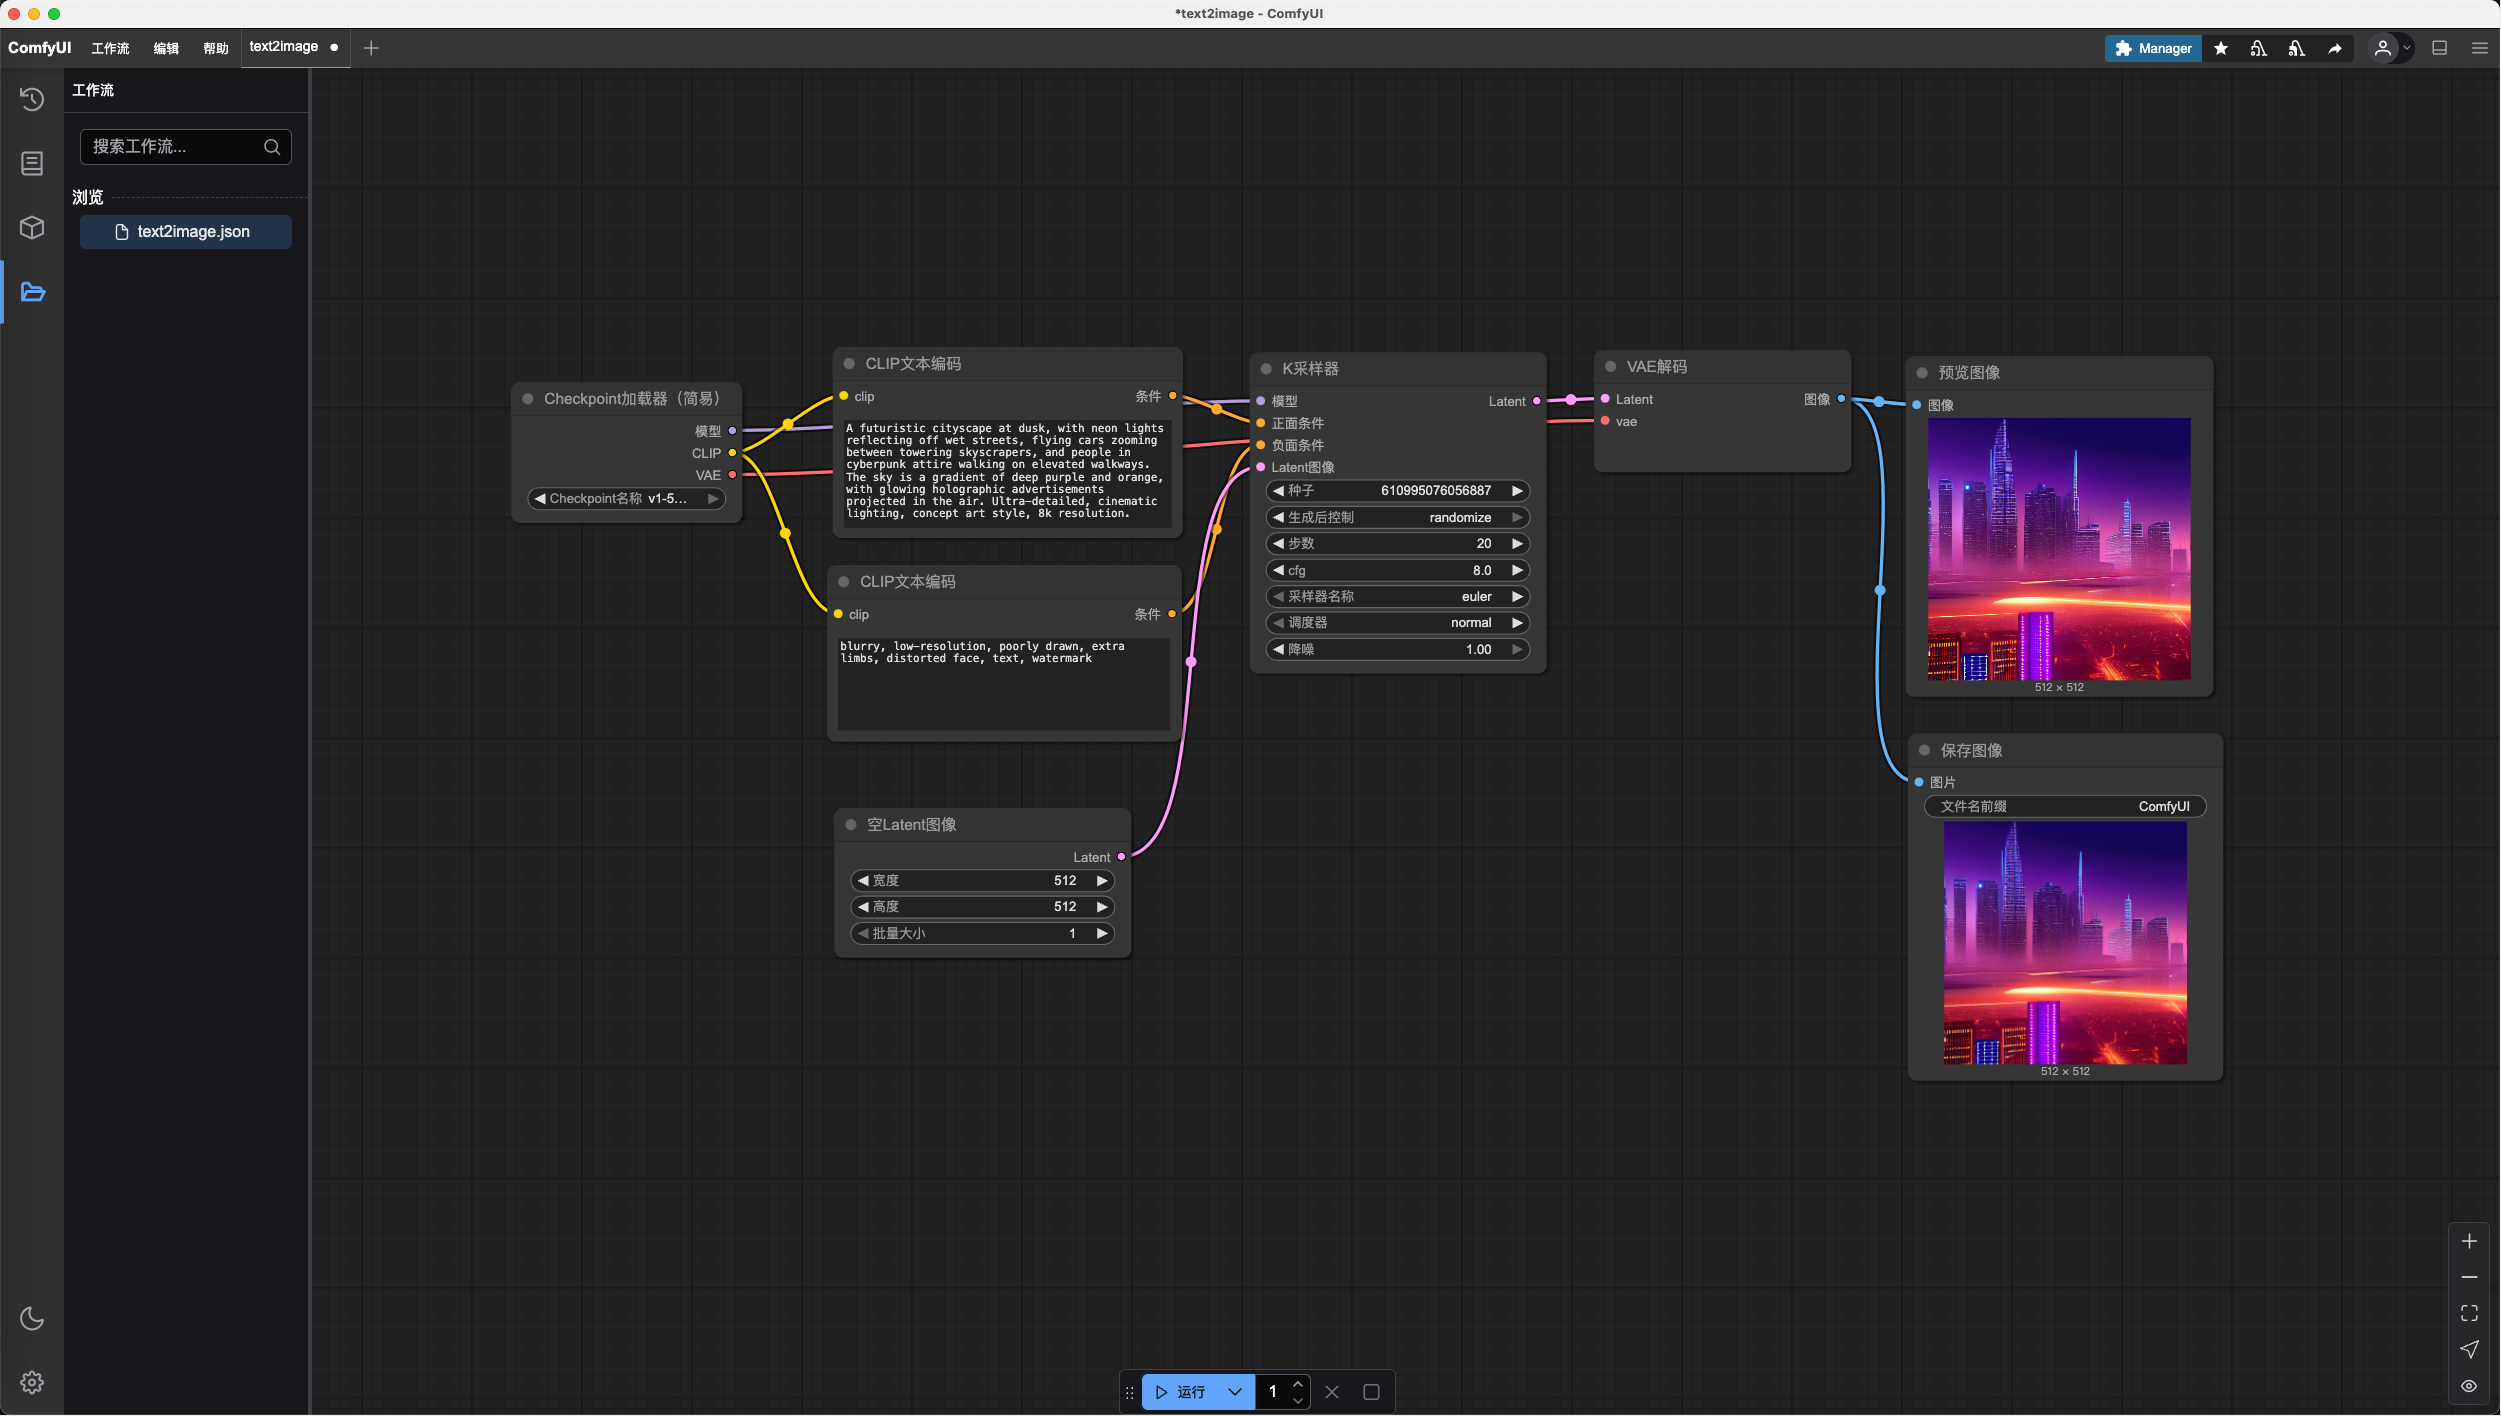 *text2image - ComfyUI
ComfyUI 工作流 编辑 帮助 text2image
Manager
工作流
搜索工作流...
浏览
text2image.json
Checkpoint加载器（简易）
模型
CLIP
VAE
Checkpoint名称 v1-5...
CLIP文本编码
clip 条件
A futuristic cityscape at dusk, with neon lights
reflecting off wet streets, flying cars zooming
between towering skyscrapers, and people in
cyberpunk attire walking on elevated walkways.
The sky is a gradient of deep purple and orange,
with glowing holographic advertisements
projected in the air. Ultra-detailed, cinematic
lighting, concept art style, 8k resolution.
CLIP文本编码
clip 条件
blurry, low-resolution, poorly drawn, extra
limbs, distorted face, text, watermark
空Latent图像
Latent
宽度 512
高度 512
批量大小 1
K采样器
模型 Latent
正面条件
负面条件
Latent图像
种子 610995076056887
生成后控制 randomize
步数 20
cfg 8.0
采样器名称 euler
调度器 normal
降噪 1.00
VAE解码
Latent 图像
vae
预览图像
图像
512 × 512
保存图像
图片
文件名前缀 ComfyUI
512 × 512
运行 1